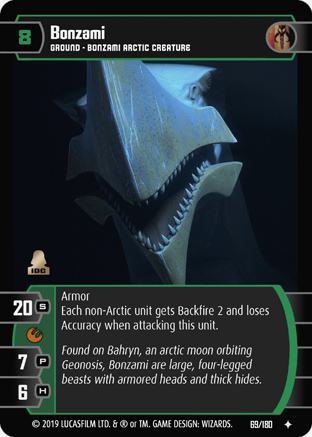 8
Bonzami
GROUND - BONZAMI ARCTIC CREATURE
IDC
20 S
7 P
6 H
Armor
Each non-Arctic unit gets Backfire 2 and loses
Accuracy when attacking this unit.
Found on Bahryn, an arctic moon orbiting
Geonosis, Bonzami are large, four-legged
beasts with armored heads and thick hides.
© 2019 LUCASFILM LTD. & ® or TM. GAME DESIGN: WIZARDS.
69/180